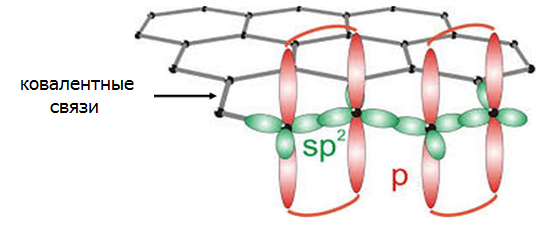 ковалентные
связи
sp²
p